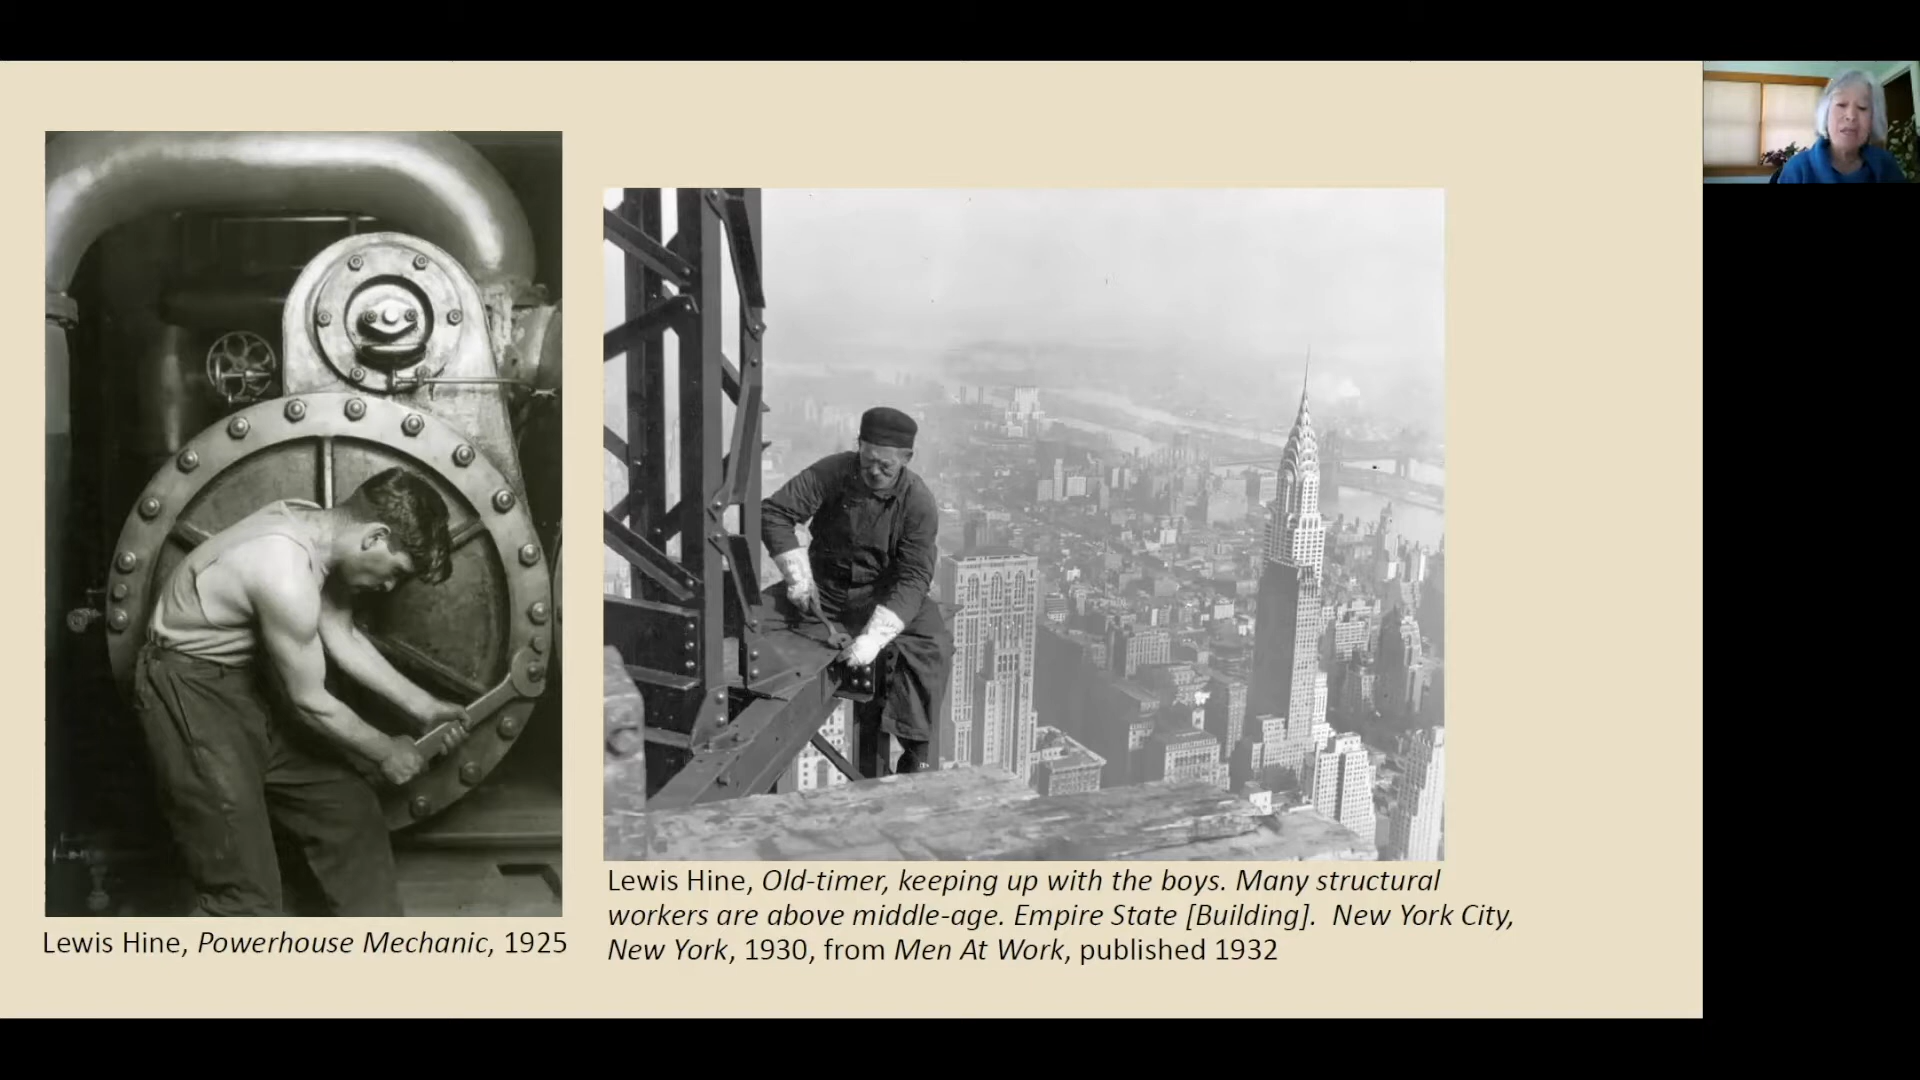 Lewis Hine, Powerhouse Mechanic, 1925
Lewis Hine, Old-timer, keeping up with the boys. Many structural
workers are above middle-age. Empire State [Building].  New York City,
New York, 1930, from Men At Work, published 1932